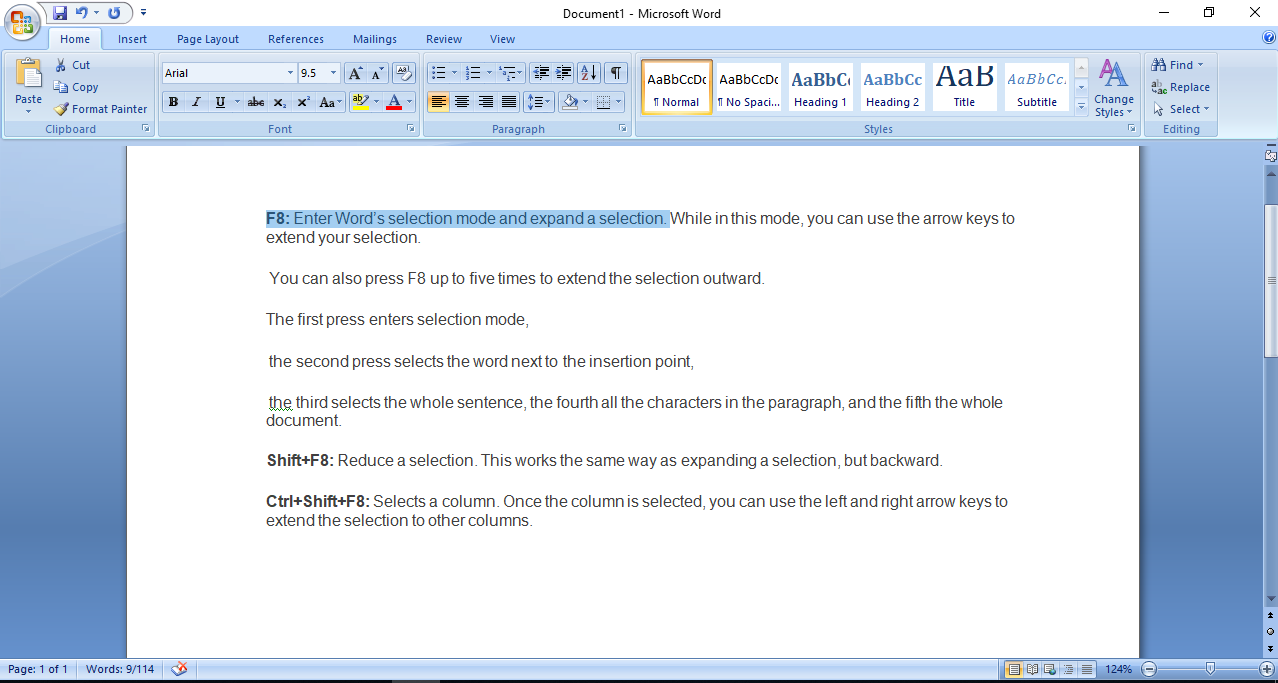 Document1 - Microsoft Word
Home Insert Page Layout References Mailings Review View
Paste
Cut
Copy
Format Painter
Clipboard
Arial 9.5
B I U abc x₂ x² Aa ab A
Font
Paragraph
AaBbCcDc AaBbCcDc AaBbC AaBbCc AaB AaBbCc.
¶ Normal ¶ No Spaci... Heading 1 Heading 2 Title Subtitle
Change
Styles
Styles
Find
Replace
Select
Editing
F8: Enter Word’s selection mode and expand a selection. While in this mode, you can use the arrow keys to
extend your selection.
You can also press F8 up to five times to extend the selection outward.
The first press enters selection mode,
the second press selects the word next to the insertion point,
the third selects the whole sentence, the fourth all the characters in the paragraph, and the fifth the whole
document.
Shift+F8: Reduce a selection. This works the same way as expanding a selection, but backward.
Ctrl+Shift+F8: Selects a column. Once the column is selected, you can use the left and right arrow keys to
extend the selection to other columns.
Page: 1 of 1 Words: 9/114 124%